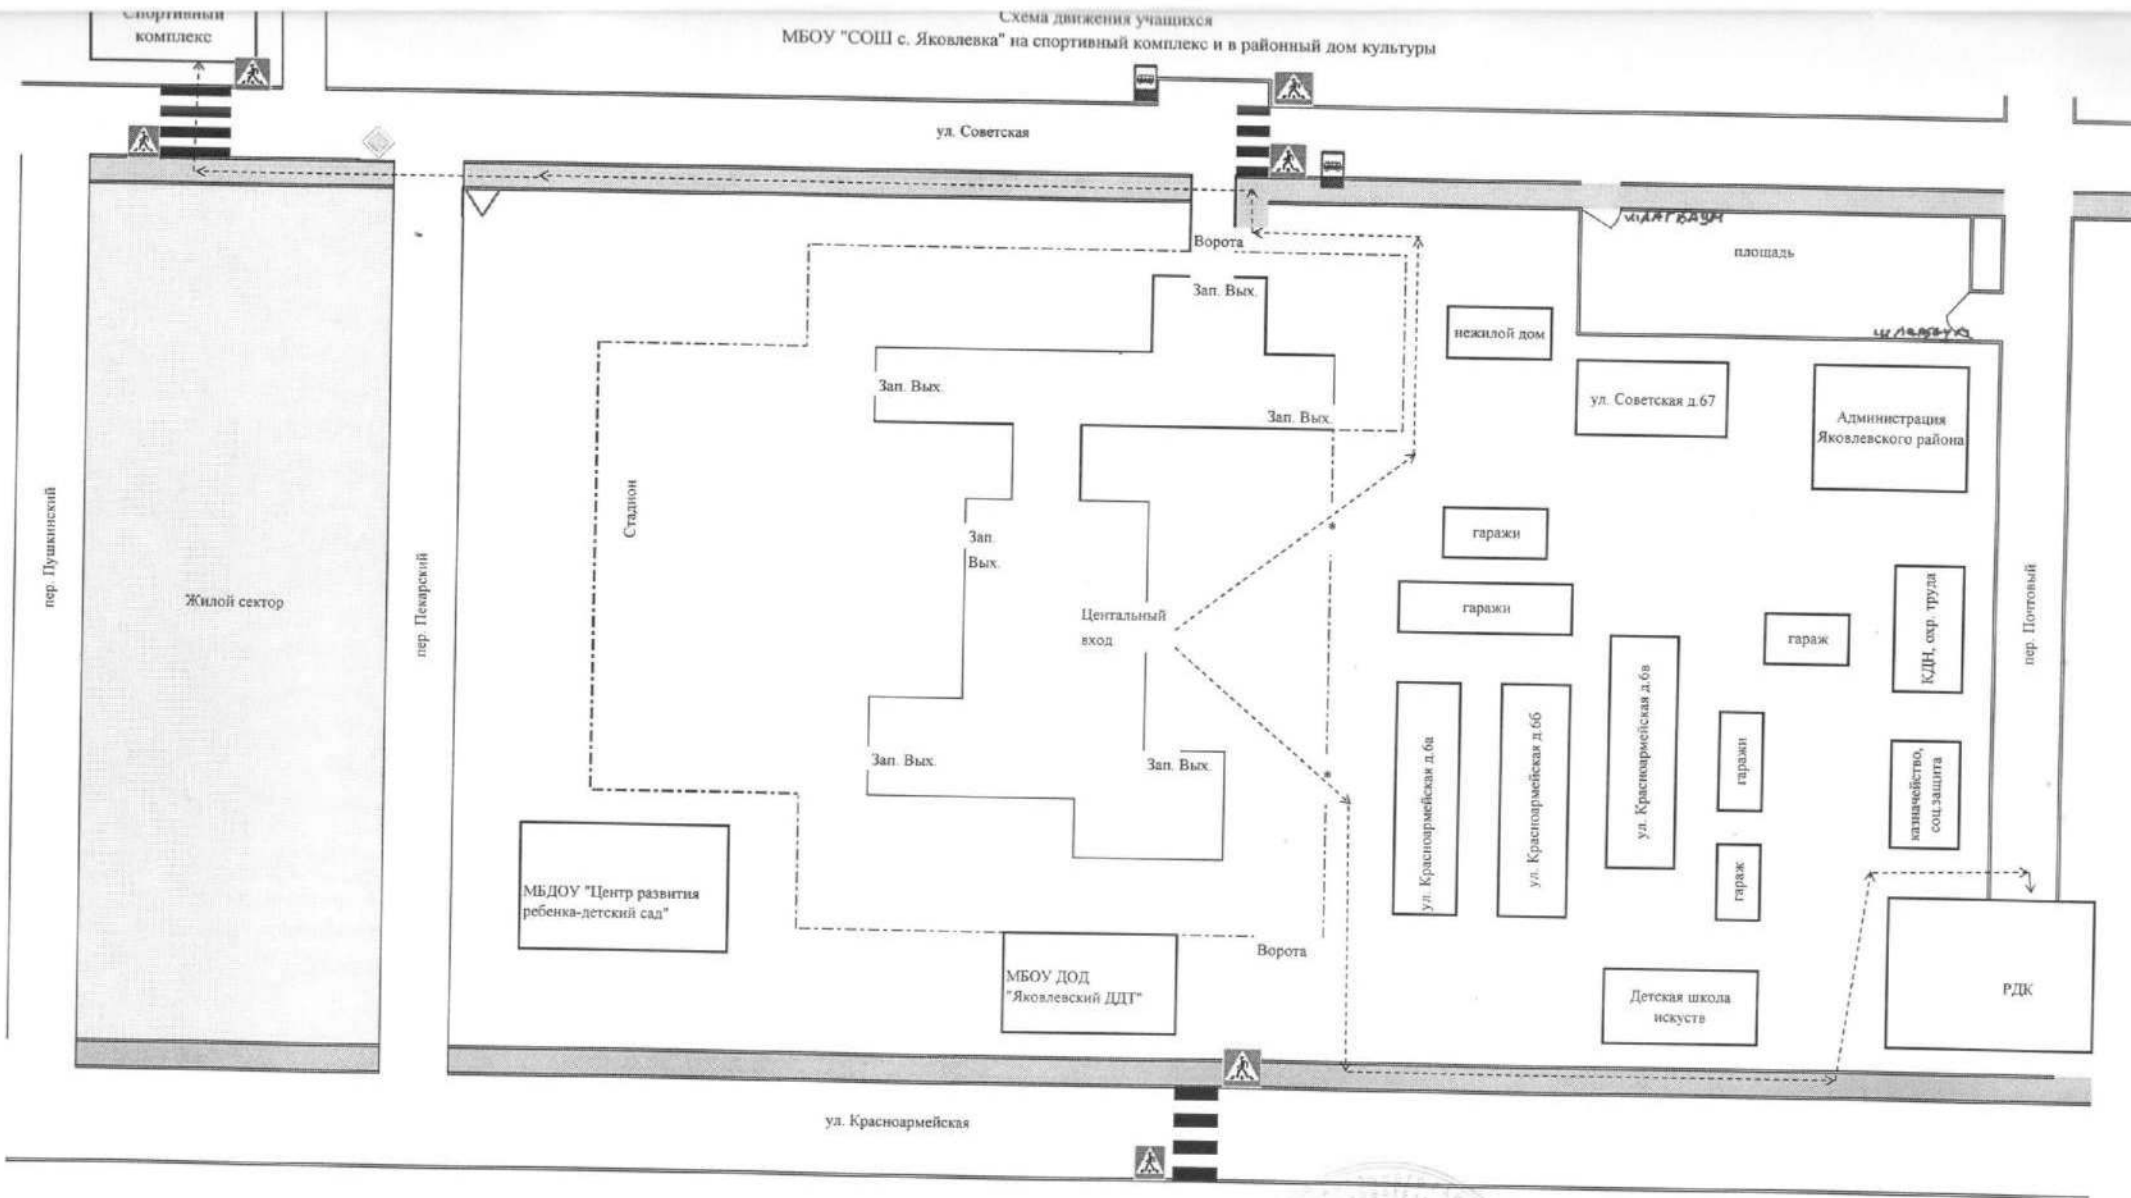 Спортивный
комплекс
Схема движения учащихся
МБОУ "СОШ с. Яковлевка" на спортивный комплекс и в районный дом культуры
ул. Советская
Ворота
шлагбаум
площадь
Зап. Вых.
нежилой дом
Зап. Вых.
Зап. Вых.
ул. Советская д.67
Администрация
Яковлевского района
шлагбаум
Стадион
Зап.
Вых.
гаражи
гаражи
пер. Пушкинский
Жилой сектор
пер. Пекарский
Центальный
вход
гараж
КДН, охр. труда
пер. Почтовый
Зап. Вых.
Зап. Вых.
ул. Красноармейская д.6а
ул. Красноармейская д.6б
ул. Красноармейская д.6в
гаражи
казначейство,
соц.защита
гараж
МБДОУ "Центр развития
ребенка-детский сад"
Ворота
МБОУ ДОД
"Яковлевский ДДТ"
Детская школа
искуств
РДК
ул. Красноармейская